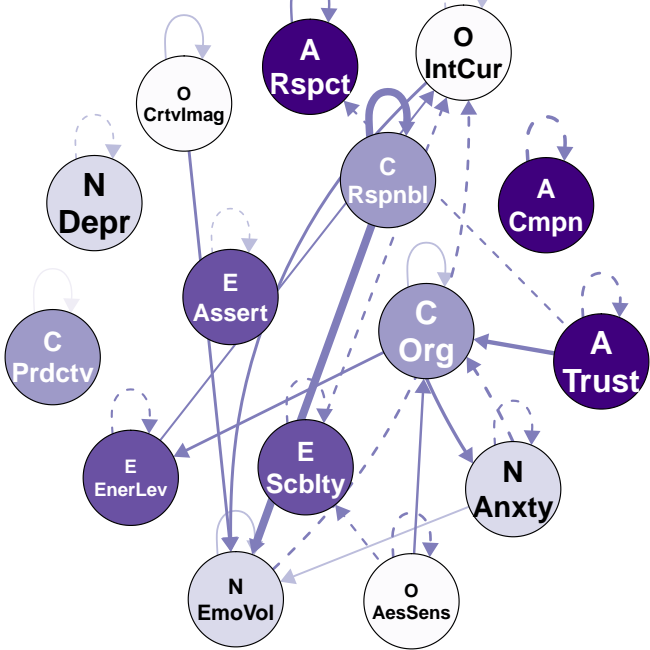 A
Rspct
O
IntCur
O
CrtvImag
C
Rspnbl
N
Depr
A
Cmpn
E
Assert
C
Org
C
Prdctv
A
Trust
E
EnerLev
E
Scblty
N
Anxty
N
EmoVol
O
AesSens